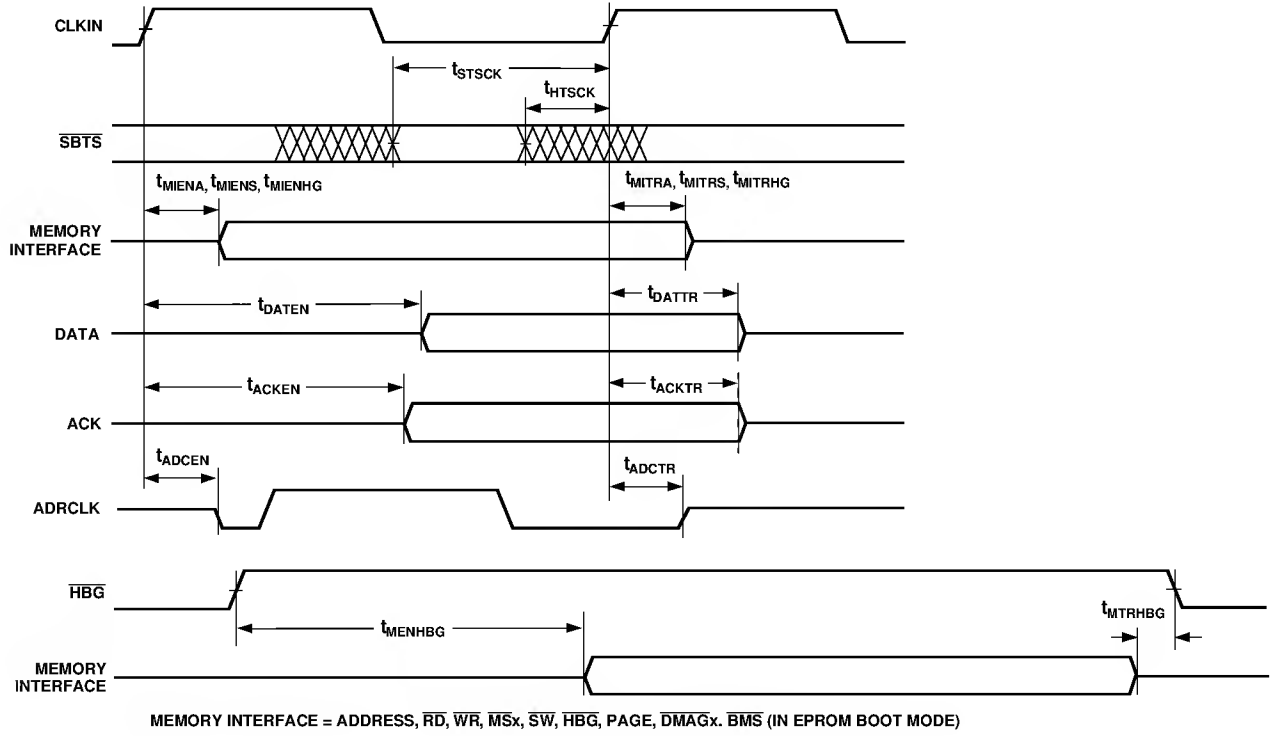 CLKIN
tSTSCK
tHTSCK
SBTS
tMIENA, tMIENS, tMIENHG
tMITRA, tMITRS, tMITRHG
MEMORY
INTERFACE
tDATEN
tDATTR
DATA
tACKEN
tACKTR
ACK
tADCEN
tADCTR
ADRCLK
HBG
tMENHBG
tMTRHBG
MEMORY
INTERFACE
MEMORY INTERFACE = ADDRESS, RD, WR, MSx, SW, HBG, PAGE, DMAGx. BMS (IN EPROM BOOT MODE)